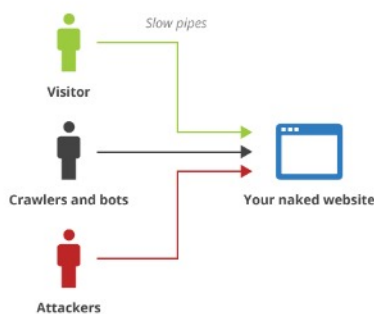 Slow pipes
Visitor
Crawlers and bots
Your naked website
Attackers